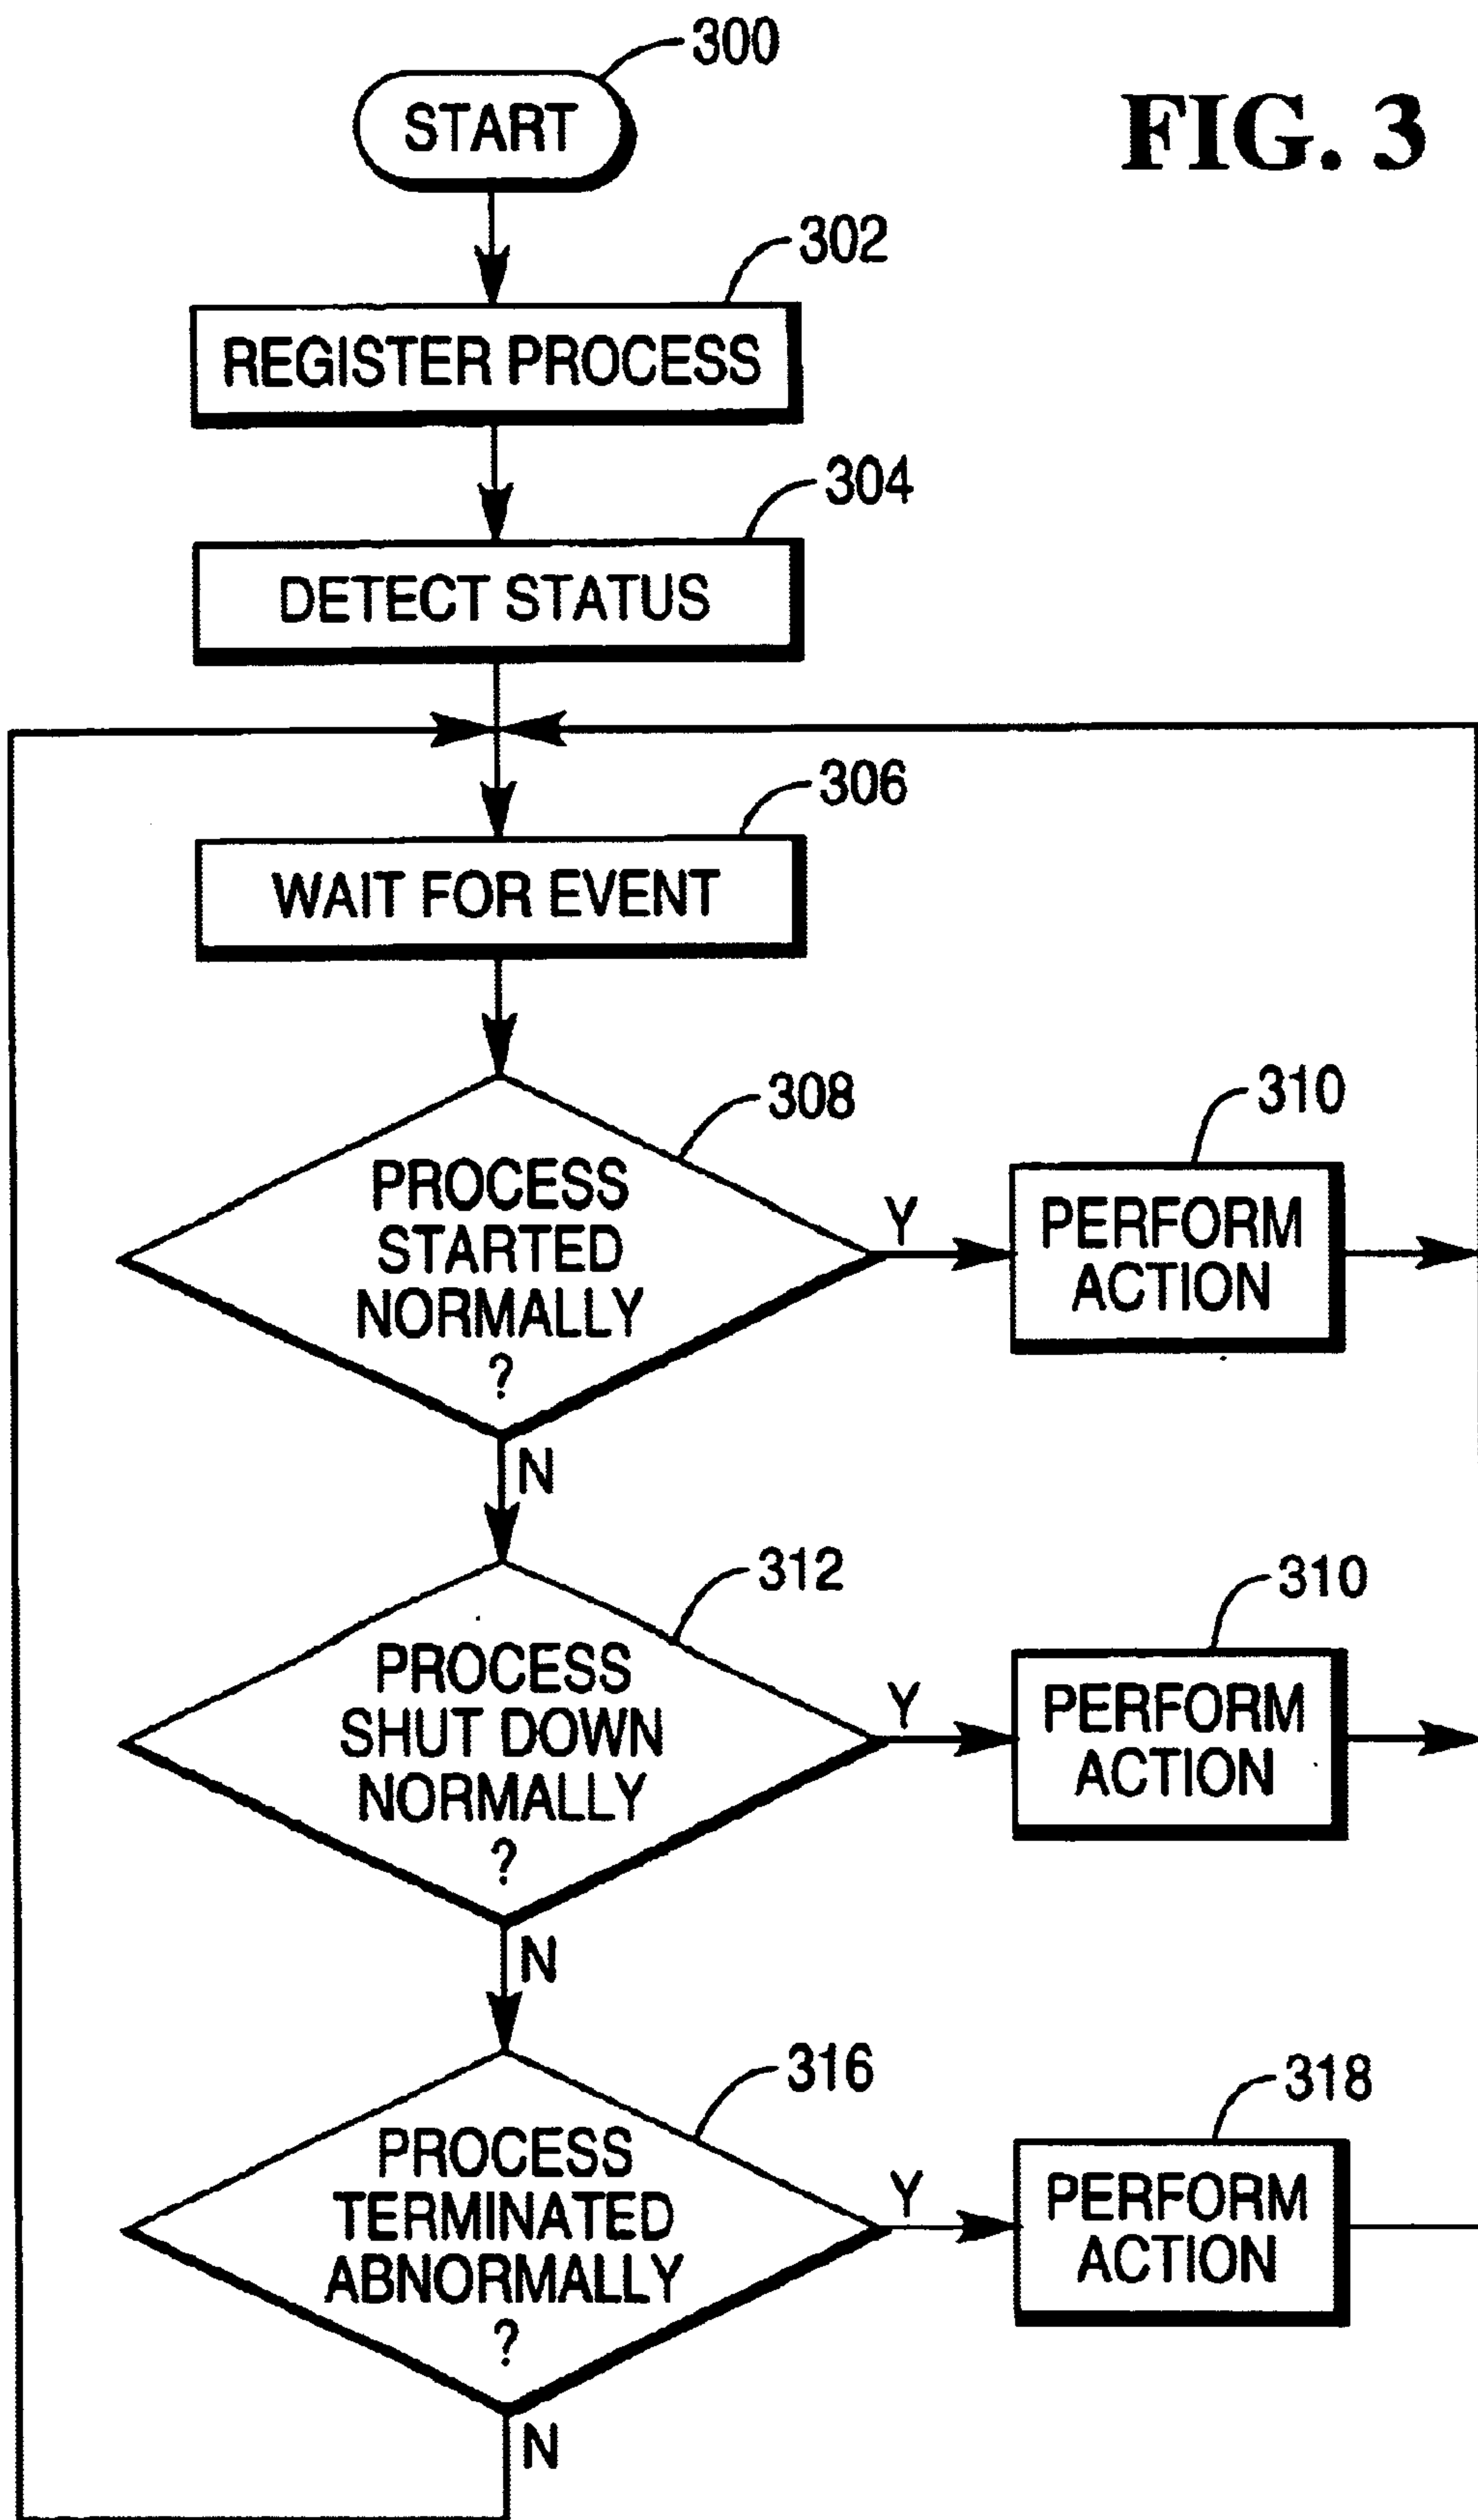 300
START
FIG. 3
302
REGISTER PROCESS
304
DETECT STATUS
306
WAIT FOR EVENT
308
PROCESS
STARTED
NORMALLY
?
Y
310
PERFORM
ACTION
N
312
PROCESS
SHUT DOWN
NORMALLY
?
Y
310
PERFORM
ACTION
N
316
PROCESS
TERMINATED
ABNORMALLY
?
Y
318
PERFORM
ACTION
N